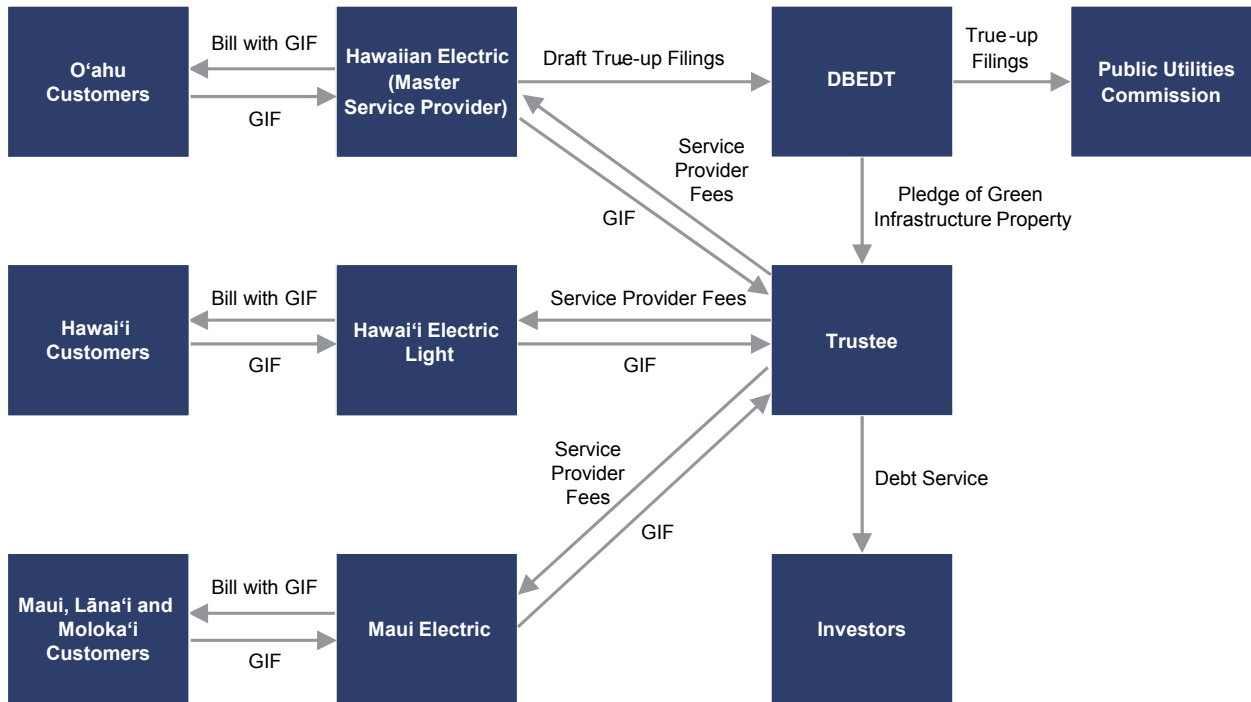 Bill with GIF
O‘ahu
Customers
GIF
Hawaiian Electric
(Master
Service Provider)
Draft True-up Filings
DBEDT
True-up
Filings
Public Utilities
Commission
Service
Provider
Fees
GIF
Pledge of Green
Infrastructure Property
Hawai‘i
Customers
Bill with GIF
GIF
Hawai‘i Electric
Light
Service Provider Fees
GIF
Trustee
Service
Provider
Fees
GIF
Debt Service
Maui, Lāna‘i and
Moloka‘i
Customers
Bill with GIF
GIF
Maui Electric
Investors